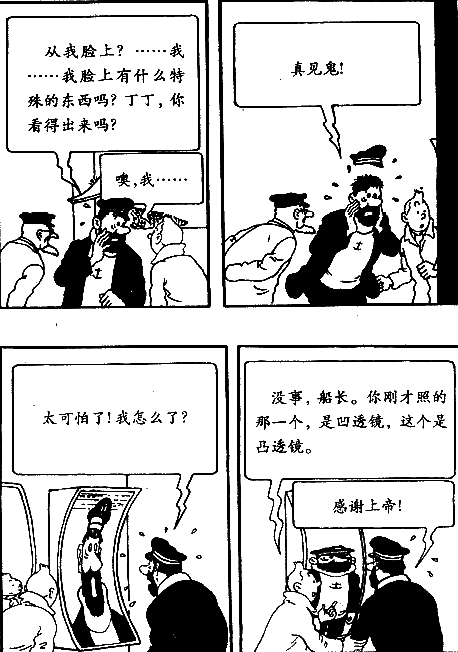 从我脸上？……我
……我脸上有什么特
殊的东西吗？丁丁，你
看得出来吗？
噢，我……
真见鬼！
太可怕了！我怎么了？
没事，船长。你刚才照的
那一个，是凹透镜，这个是
凸透镜。
感谢上帝！